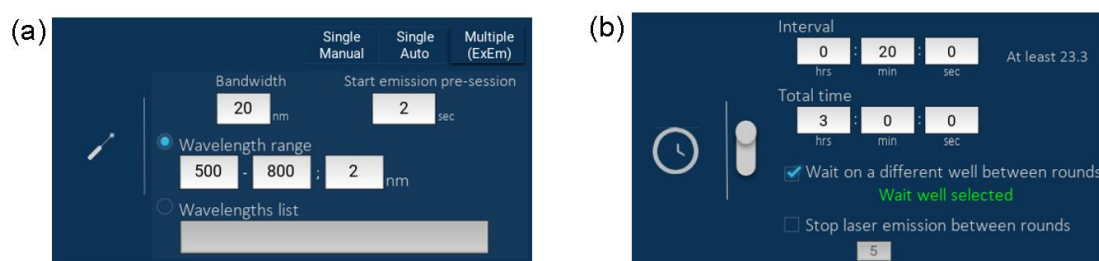 (a)
Single Manual
Single Auto
Multiple (ExEm)
Bandwidth
Start emission pre-session
20 nm
2 sec
Wavelength range
500 - 800 ; 2 nm
Wavelengths list
(b)
Interval
0 : 20 : 0
At least 23.3
hrs min sec
Total time
3 : 0 : 0
hrs min sec
Wait on a different well between rounds
Wait well selected
Stop laser emission between rounds
5